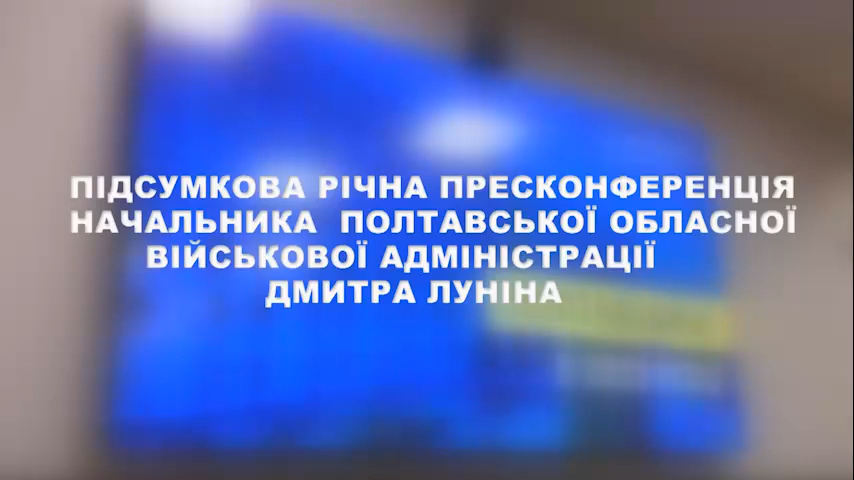 ПІДСУМКОВА РІЧНА ПРЕСКОНФЕРЕНЦІЯ
НАЧАЛЬНИКА ПОЛТАВСЬКОЇ ОБЛАСНОЇ
ВІЙСЬКОВОЇ АДМІНІСТРАЦІЇ
ДМИТРА ЛУНІНА